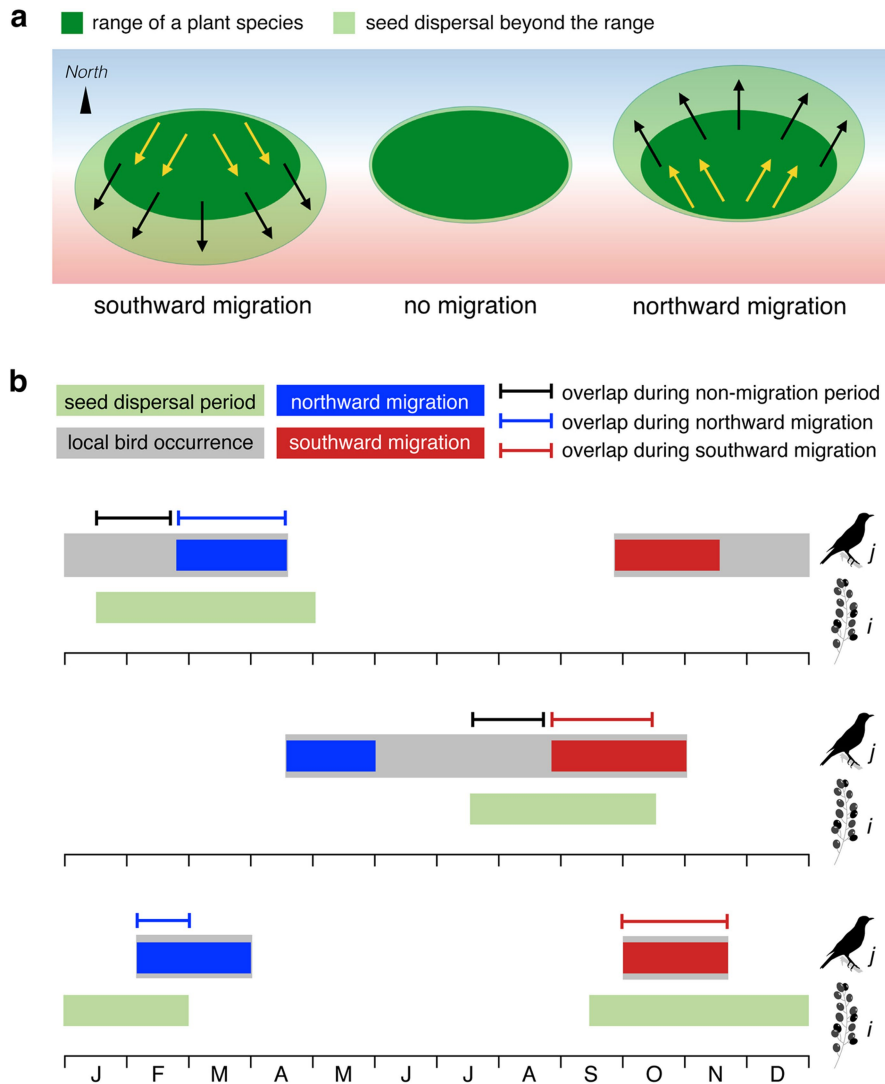 a
range of a plant species
seed dispersal beyond the range
North
southward migration
no migration
northward migration
b
seed dispersal period
northward migration
overlap during non-migration period
overlap during northward migration
local bird occurrence
southward migration
overlap during southward migration
j
i
j
i
j
i
J F M A M J J A S O N D